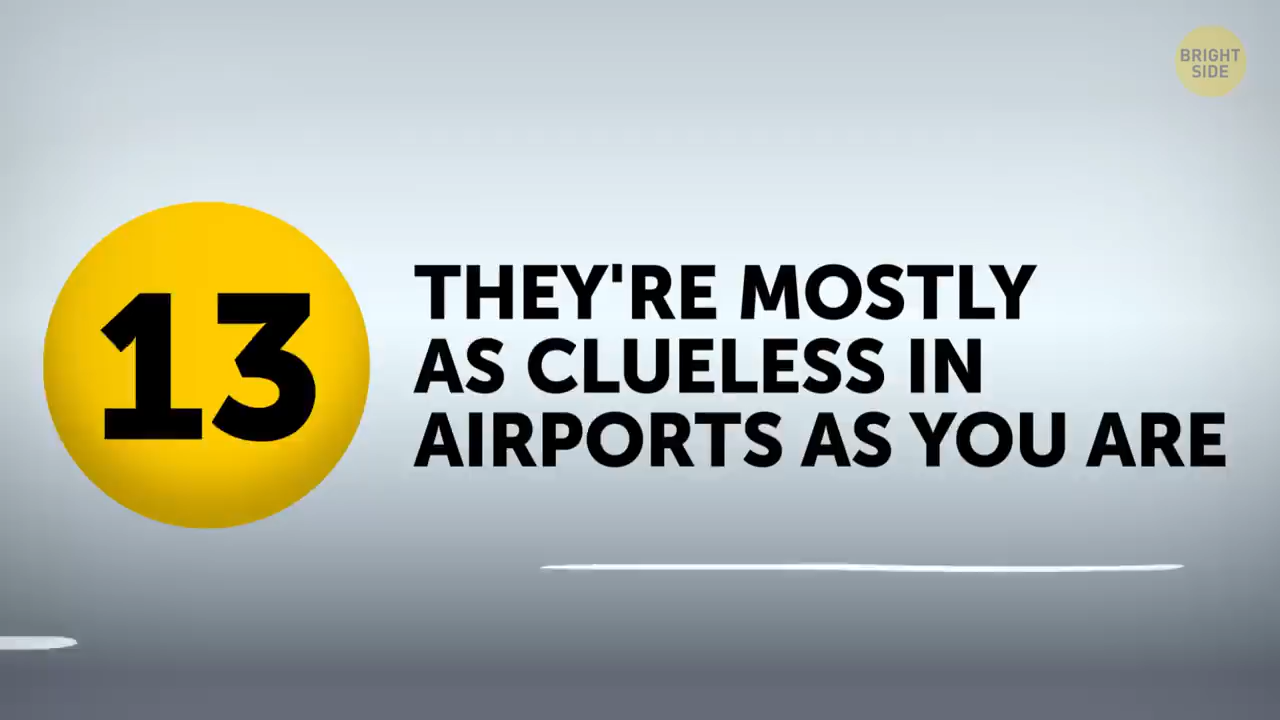 BRIGHT
SIDE
13
THEY'RE MOSTLY
AS CLUELESS IN
AIRPORTS AS YOU ARE